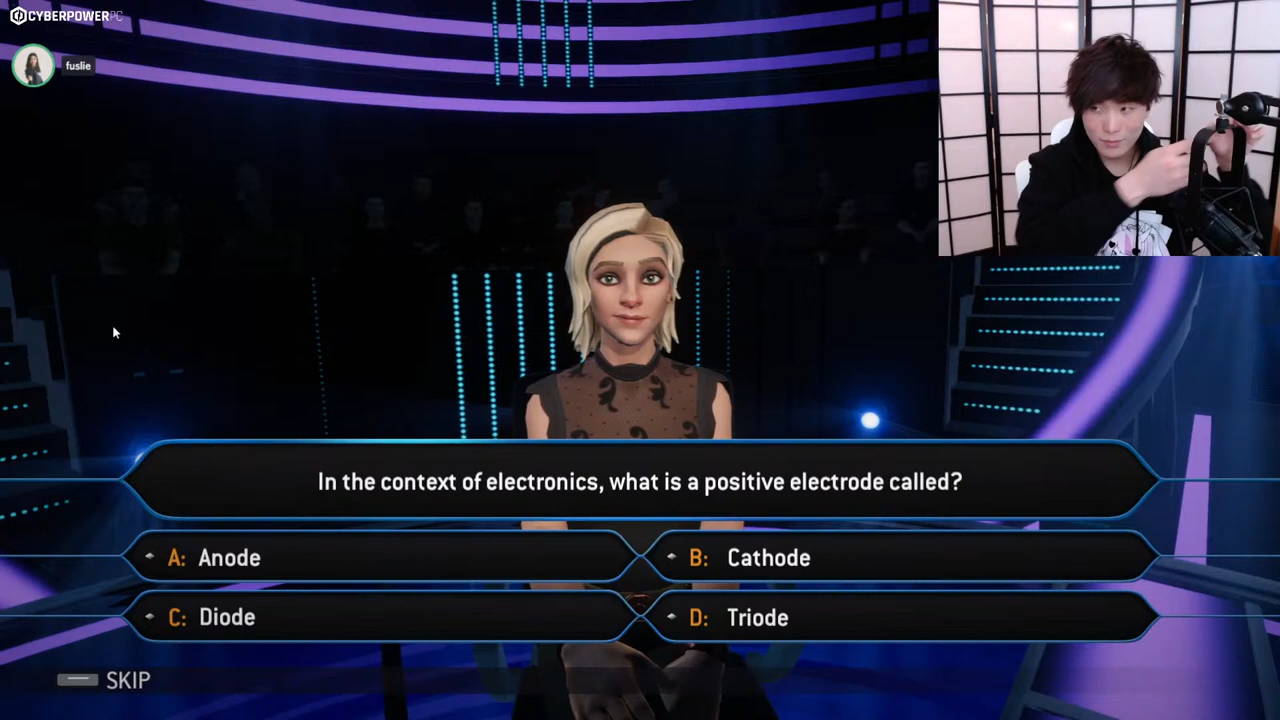 CYBERPOWERPC
fuslie
In the context of electronics, what is a positive electrode called?
A: Anode
B: Cathode
C: Diode
D: Triode
SKIP